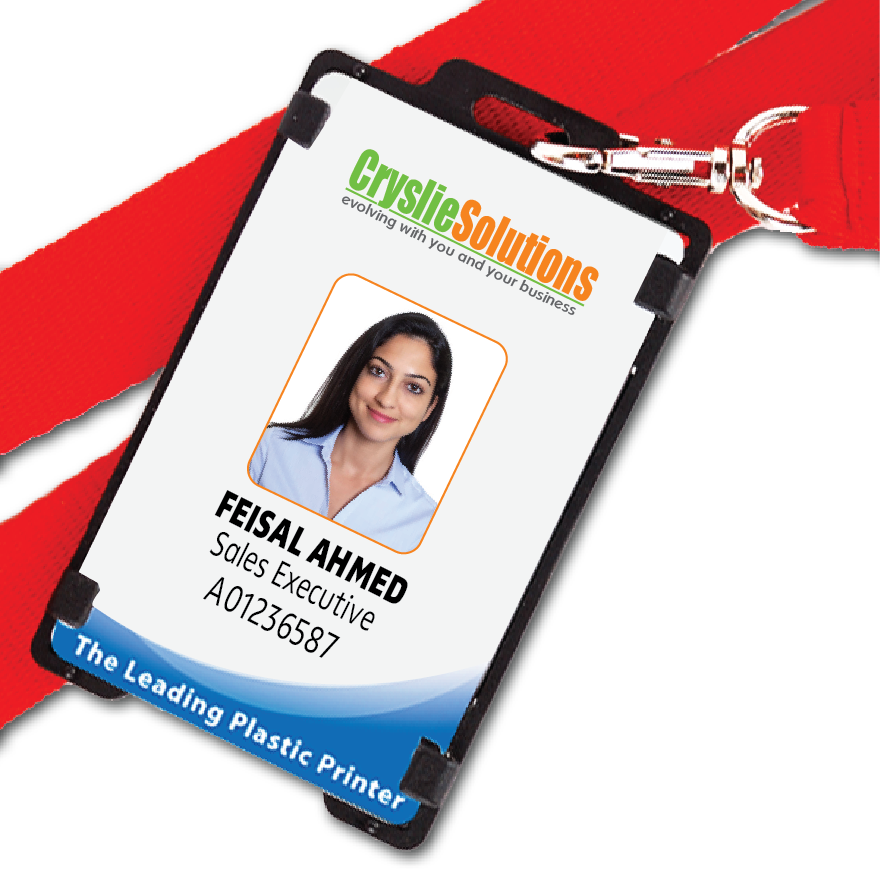 CryslieSolutions
evolving with you and your business
FEISAL AHMED
Sales Executive
A01236587
The Leading Plastic Printer